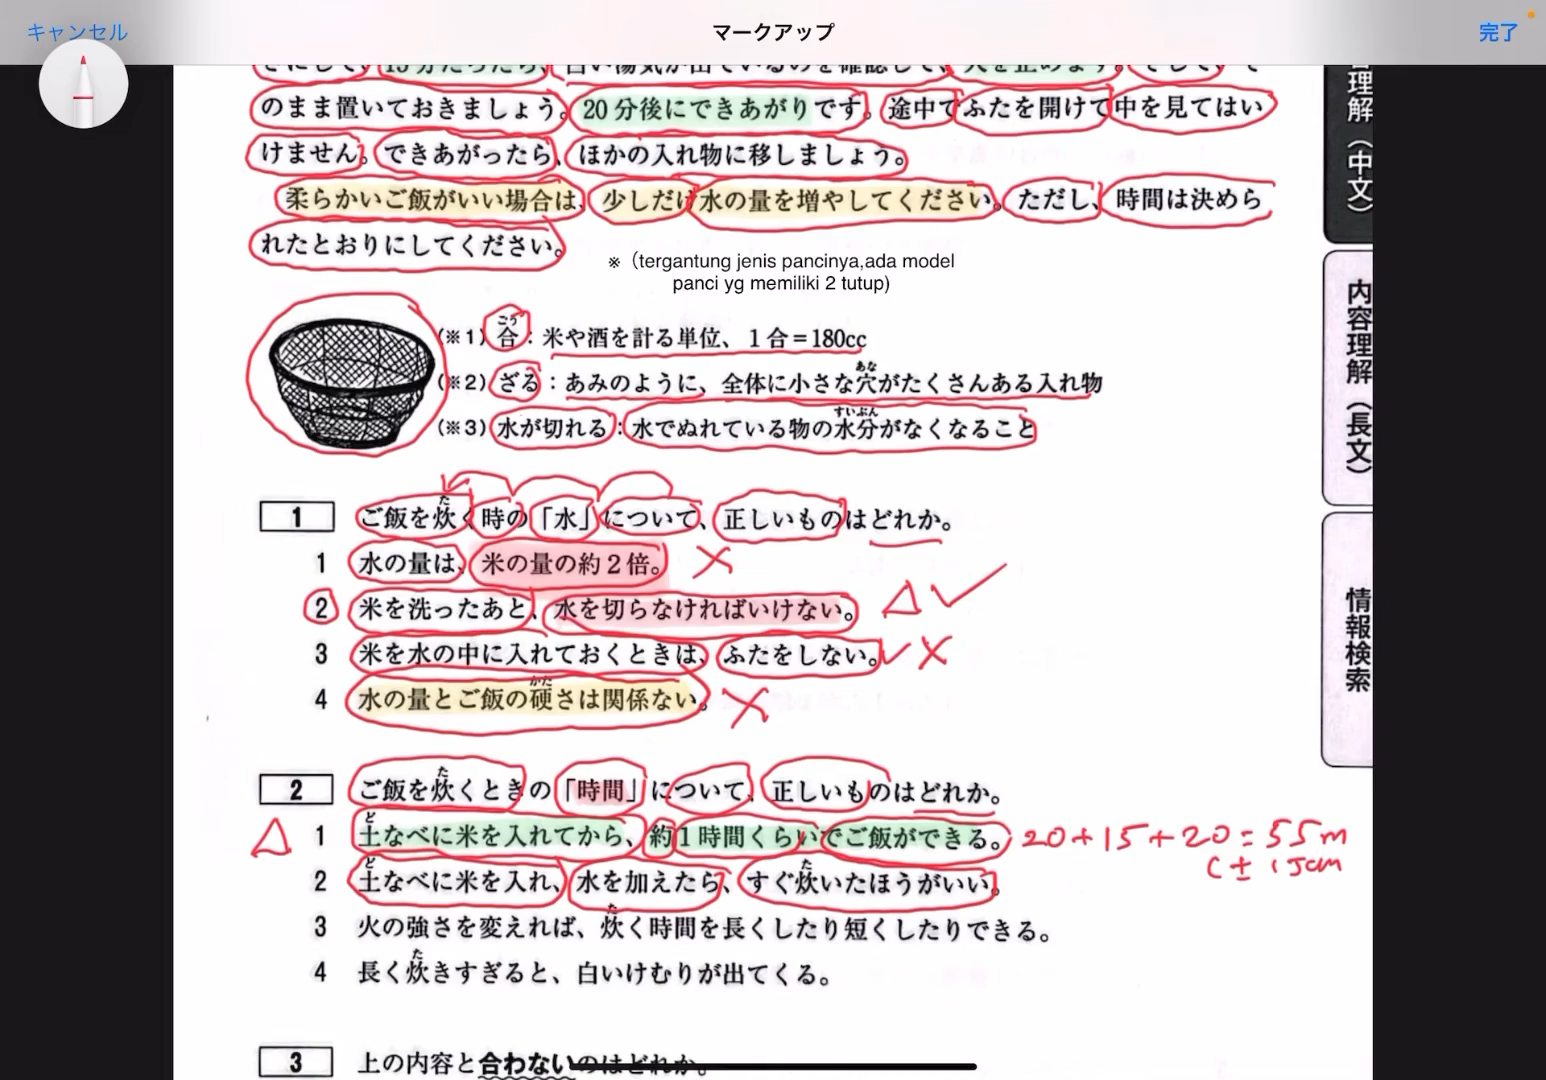 キャンセル
マークアップ
完了
のまま置いておきましょう。20分後にできあがりです。途中でふたを開けて中を見てはい
けません。できあがったら、ほかの入れ物に移しましょう。
柔らかいご飯がいい場合は、少しだけ水の量を増やしてください。ただし、時間は決めら
れたとおりにしてください。
※（tergantung jenis pancinya,ada model
panci yg memiliki 2 tutup)
ごう
(※1) 合：米や酒を計る単位、1合＝180cc
あな
(※2) ざる：あみのように、全体に小さな穴がたくさんある入れ物
すいぶん
(※3) 水が切れる：水でぬれている物の水分がなくなること
た
1 ご飯を炊く時の「水」について、正しいものはどれか。
1 水の量は、米の量の約2倍。
2 米を洗ったあと、水を切らなければいけない。
3 米を水の中に入れておくときは、ふたをしない。
かた
4 水の量とご飯の硬さは関係ない。
た
2 ご飯を炊くときの「時間」について、正しいものはどれか。
ど
1 土なべに米を入れてから、約1時間くらいでご飯ができる。 20+15+20=55m
ど た
2 土なべに米を入れ、水を加えたら、すぐ炊いたほうがいい。
た
3 火の強さを変えれば、炊く時間を長くしたり短くしたりできる。
た
4 長く炊きすぎると、白いけむりが出てくる。
3 上の内容と合わないのはどれか。
理解（中文）
内容理解（長文）
情報検索